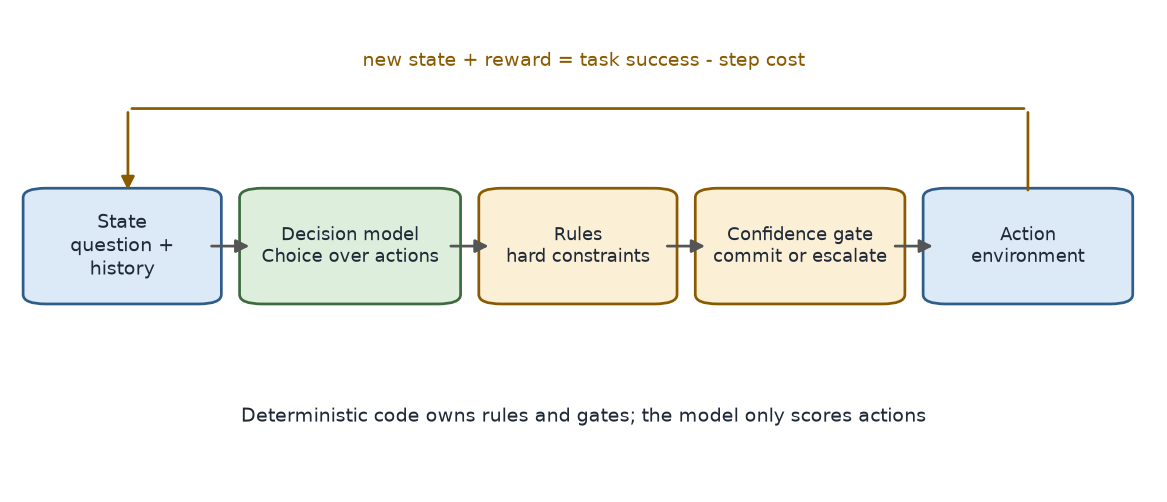 new state + reward = task success - step cost
State
question +
history
Decision model
Choice over actions
Rules
hard constraints
Confidence gate
commit or escalate
Action
environment
Deterministic code owns rules and gates; the model only scores actions